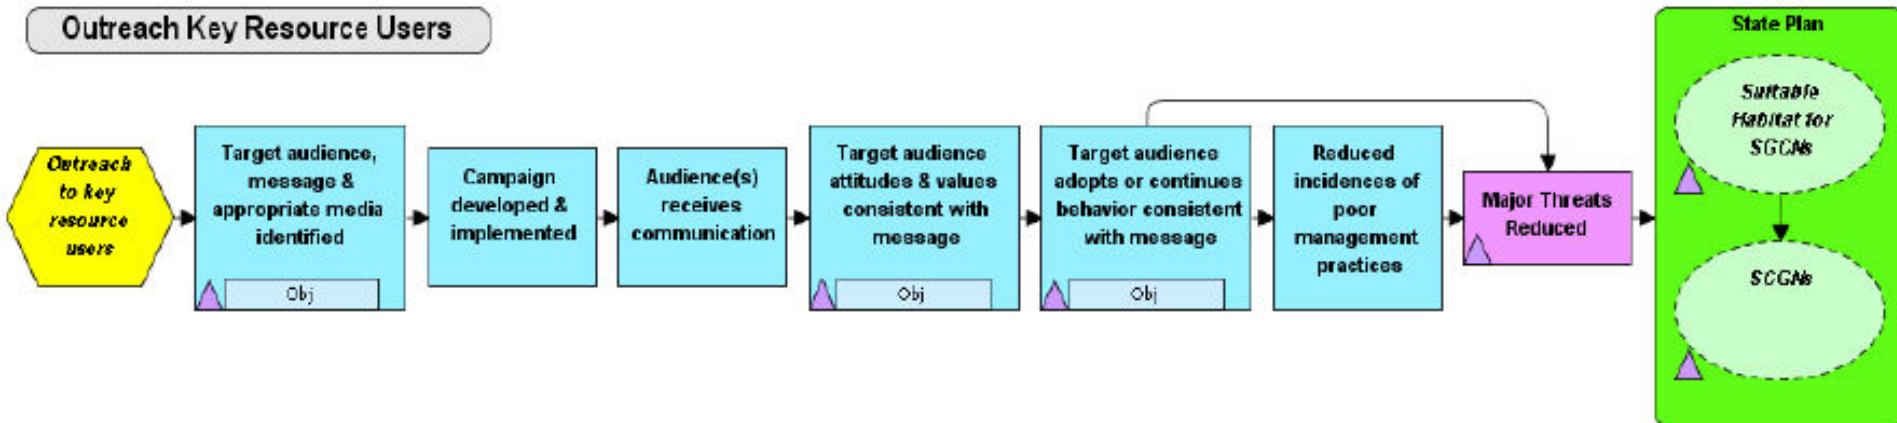 Outreach Key Resource Users
Outreach
to key
resource
users
Target audience,
message &
appropriate media
identified
Obj
Campaign
developed &
implemented
Audience(s)
receives
communication
Target audience
attitudes & values
consistent with
message
Obj
Target audience
adopts or continues
behavior consistent
with message
Obj
Reduced
incidences of
poor
management
practices
Major Threats
Reduced
State Plan
Suitable
Habitat for
SGCNs
SCGNs